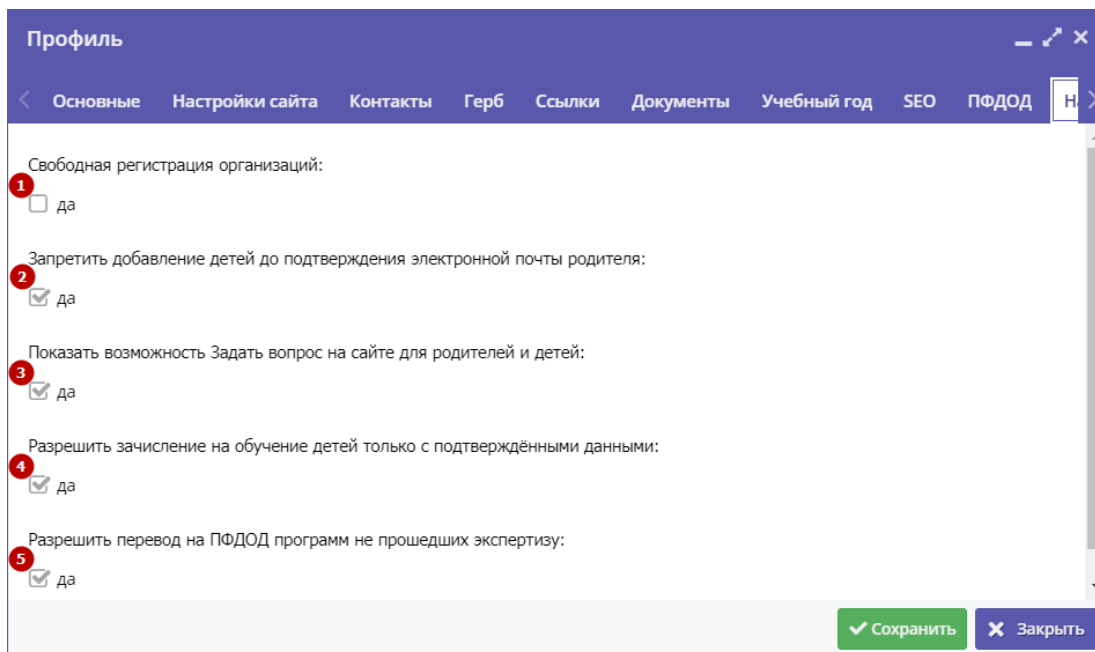 Профиль
Основные Настройки сайта Контакты Герб Ссылки Документы Учебный год SEO ПФДОД
Свободная регистрация организаций:
1
да
Запретить добавление детей до подтверждения электронной почты родителя:
2
да
Показать возможность Задать вопрос на сайте для родителей и детей:
3
да
Разрешить зачисление на обучение детей только с подтверждёнными данными:
4
да
Разрешить перевод на ПФДОД программ не прошедших экспертизу:
5
да
Сохранить Закрыть